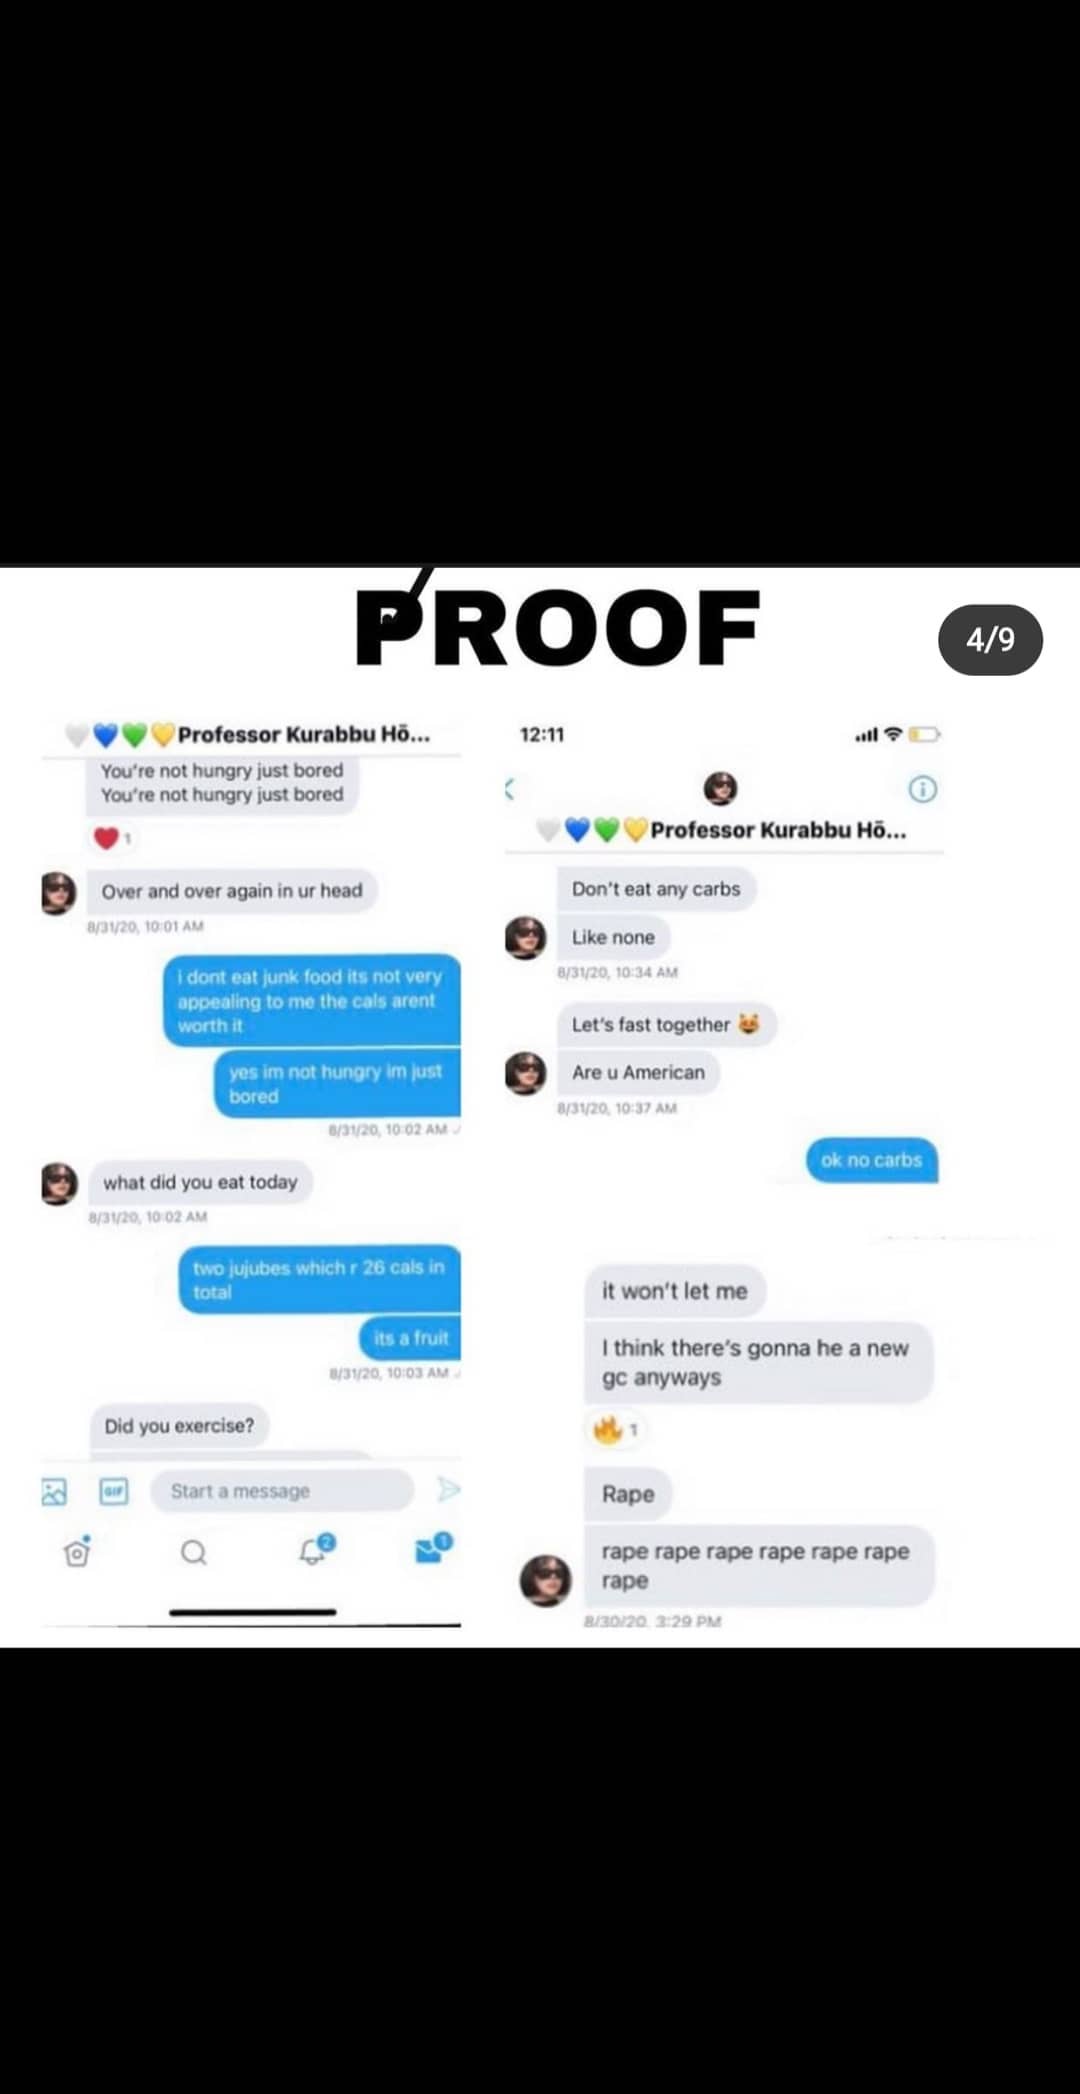 PROOF
4/9
Professor Kurabbu Hō...
You're not hungry just bored
You're not hungry just bored
1
Over and over again in ur head
8/31/20, 10:01 AM
i dont eat junk food its not very
appealing to me the cals arent
worth it
yes im not hungry im just
bored
8/31/20, 10:02 AM
what did you eat today
8/31/20, 10:02 AM
two jujubes which r 26 cals in
total
its a fruit
8/31/20, 10:03 AM
Did you exercise?
GIF
Start a message
2
1
12:11
Professor Kurabbu Hō...
Don't eat any carbs
Like none
8/31/20, 10:34 AM
Let's fast together
Are u American
8/31/20, 10:37 AM
ok no carbs
it won't let me
I think there's gonna he a new
gc anyways
1
Rape
rape rape rape rape rape rape
rape
8/30/20, 3:29 PM